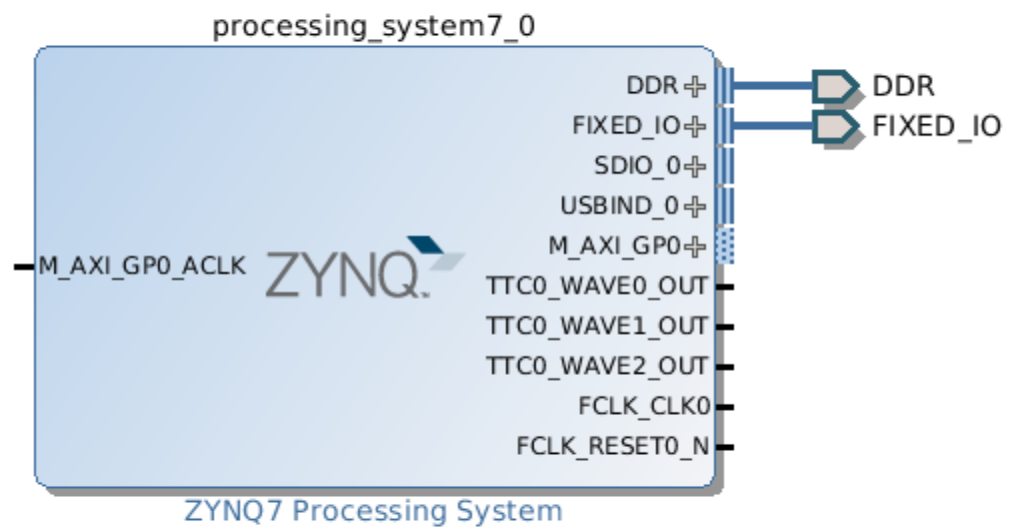 processing_system7_0
DDR
DDR
FIXED_IO
FIXED_IO
SDIO_0
USBIND_0
M_AXI_GP0
M_AXI_GP0_ACLK
ZYNQ
TTC0_WAVE0_OUT
TTC0_WAVE1_OUT
TTC0_WAVE2_OUT
FCLK_CLK0
FCLK_RESET0_N
ZYNQ7 Processing System